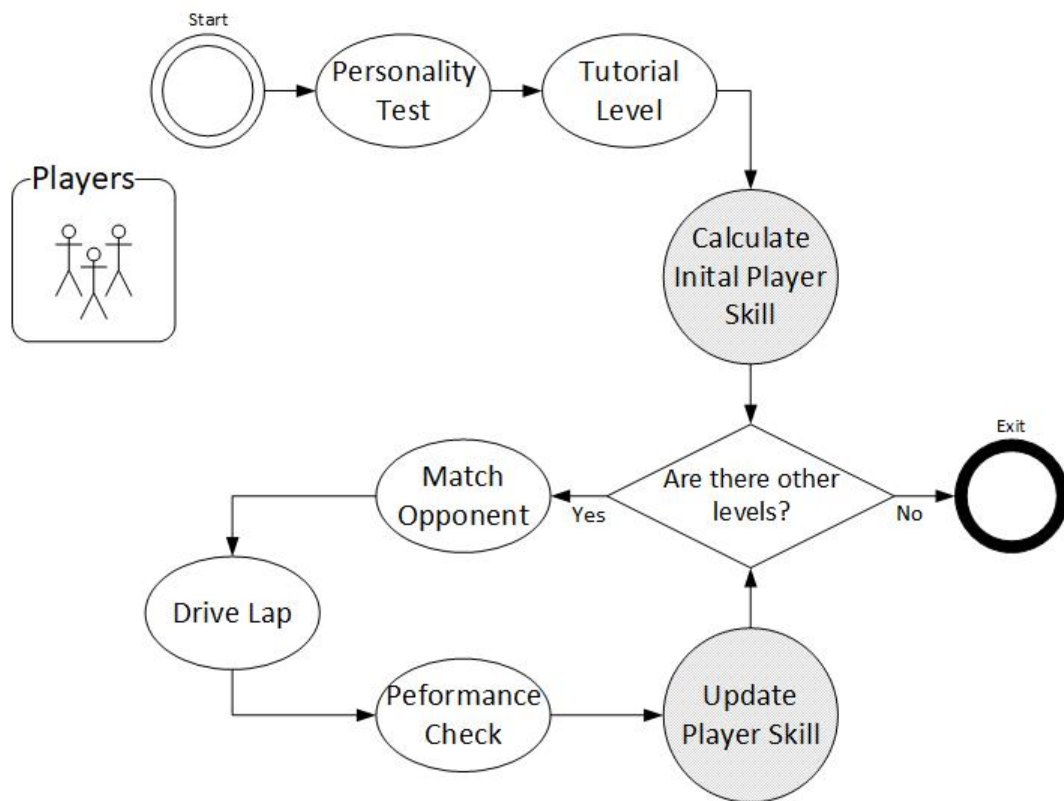 Start
Personality
Test
Tutorial
Level
Players
Calculate
Inital Player
Skill
Are there other
levels?
Yes
No
Exit
Match
Opponent
Drive Lap
Peformance
Check
Update
Player Skill